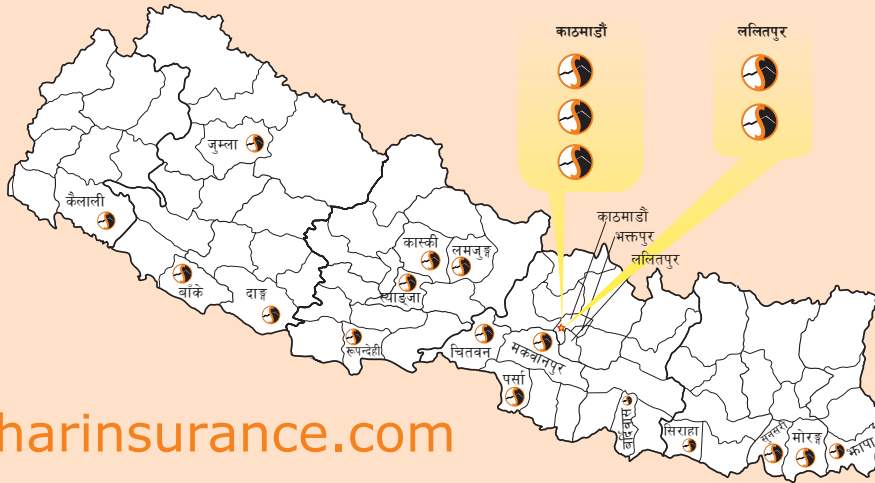 काठमाडौं
ललितपुर
जुम्ला
कैलाली
काठमाडौं
भक्तपुर
ललितपुर
कास्की
लमजुङ्ग
बाँके
दाङ्ग
स्याङ्जा
रूपन्देही
चितवन
मकवानपुर
पर्सा
सिराहा
सुनसरी
मोरङ्ग
झापा
harinsurance.com